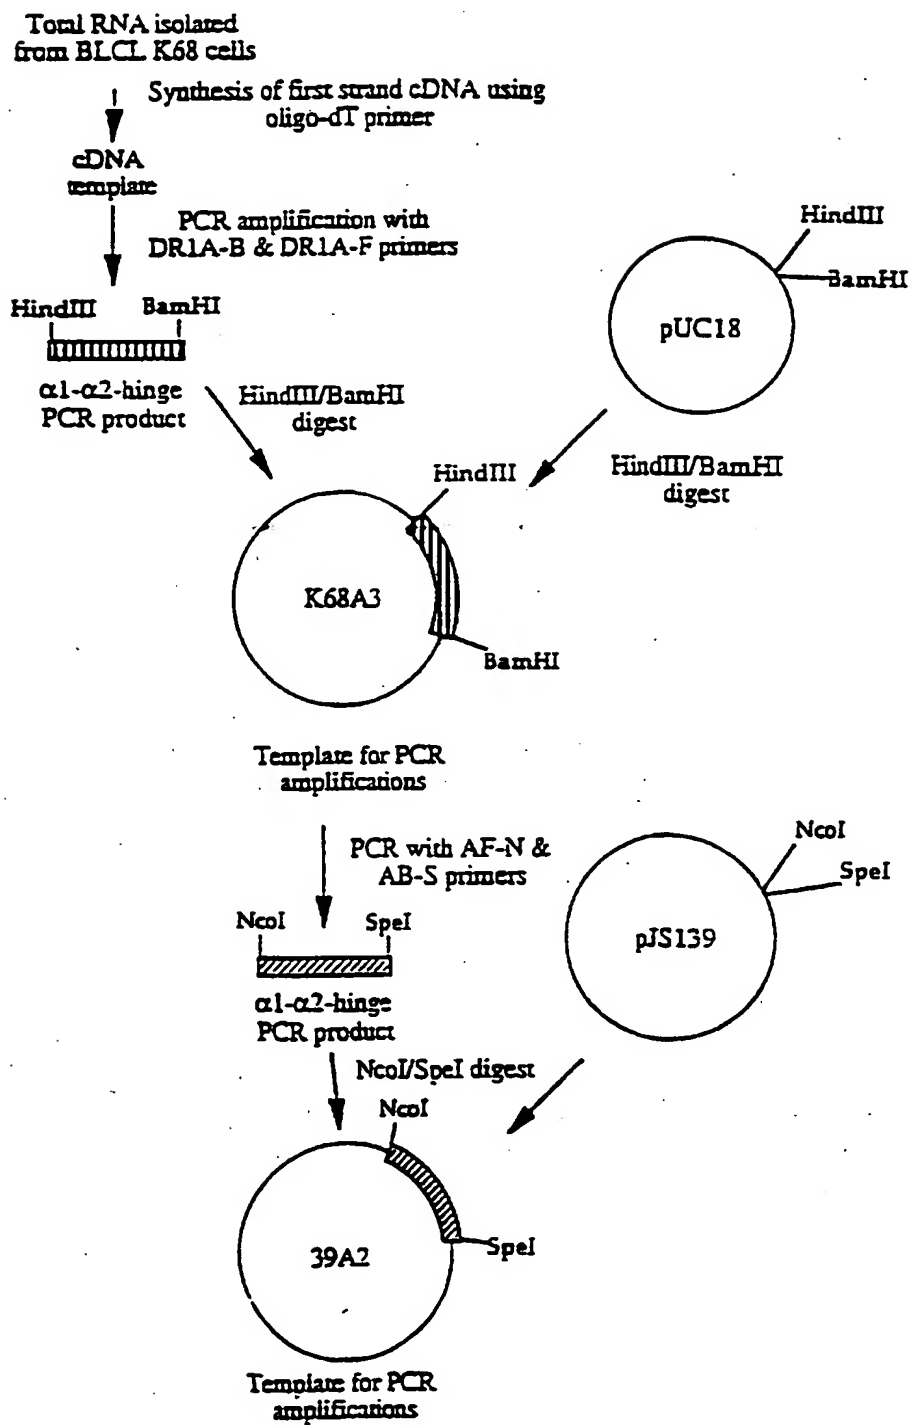 Total RNA isolated
from BLCL K68 cells
Synthesis of first strand cDNA using
oligo-dT primer
cDNA
template
PCR amplification with
DR1A-B & DR1A-F primers
HindIII
BamHI
α1-α2-hinge
PCR product
HindIII/BamHI
digest
HindIII
BamHI
pUC18
HindIII/BamHI
digest
HindIII
K68A3
BamHI
Template for PCR
amplifications
PCR with AF-N &
AB-S primers
NcoI
SpeI
α1-α2-hinge
PCR product
NcoI
SpeI
pJS139
NcoI/SpeI digest
NcoI
39A2
SpeI
Template for PCR
amplifications